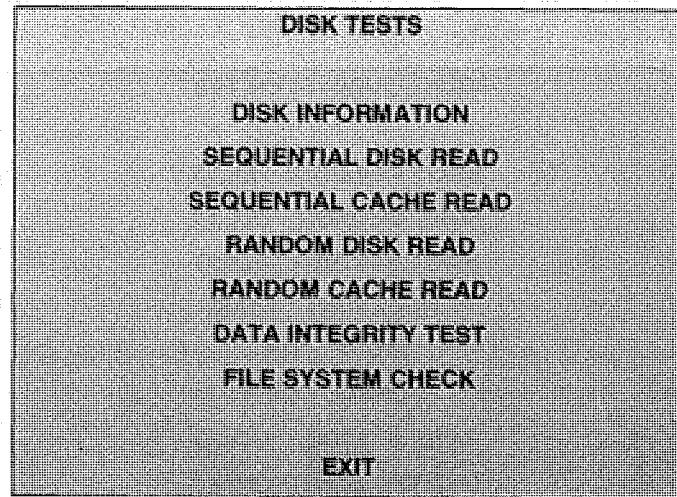 DISK TESTS
DISK INFORMATION
SEQUENTIAL DISK READ
SEQUENTIAL CACHE READ
RANDOM DISK READ
RANDOM CACHE READ
DATA INTEGRITY TEST
FILE SYSTEM CHECK
EXIT